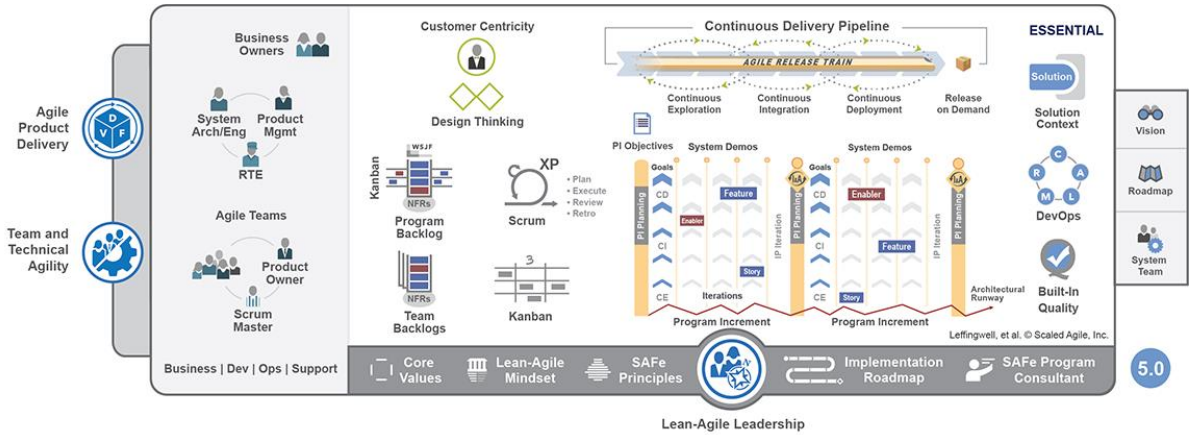 Agile
Product
Delivery
D
V
F
Team and
Technical
Agility
Business
Owners
System
Arch/Eng
Product
Mgmt
RTE
Agile Teams
Product
Owner
Scrum
Master
Business | Dev | Ops | Support
Customer Centricity
Design Thinking
Kanban
WSJF
NFRs
Program
Backlog
XP
• Plan
• Execute
• Review
• Retro
Scrum
NFRs
Team
Backlogs
3
Kanban
Continuous Delivery Pipeline
AGILE RELEASE TRAIN
Continuous
Exploration
Continuous
Integration
Continuous
Deployment
Release
on Demand
PI Objectives
System Demos
System Demos
PI Planning
Goals
CD
CI
CE
Enabler
Feature
Story
Iterations
IP Iteration
I&A
PI Planning
Goals
CD
CI
CE
Enabler
Feature
Story
IP Iteration
I&A
PI Planning
Architectural
Runway
Program Increment
Program Increment
ESSENTIAL
Solution
Solution
Context
C
A
L
M
R
DevOps
Built-In
Quality
Leffingwell, et al. © Scaled Agile, Inc.
Vision
Roadmap
System
Team
Core
Values
Lean-Agile
Mindset
SAFe
Principles
Implementation
Roadmap
SAFe Program
Consultant
5.0
Lean-Agile Leadership